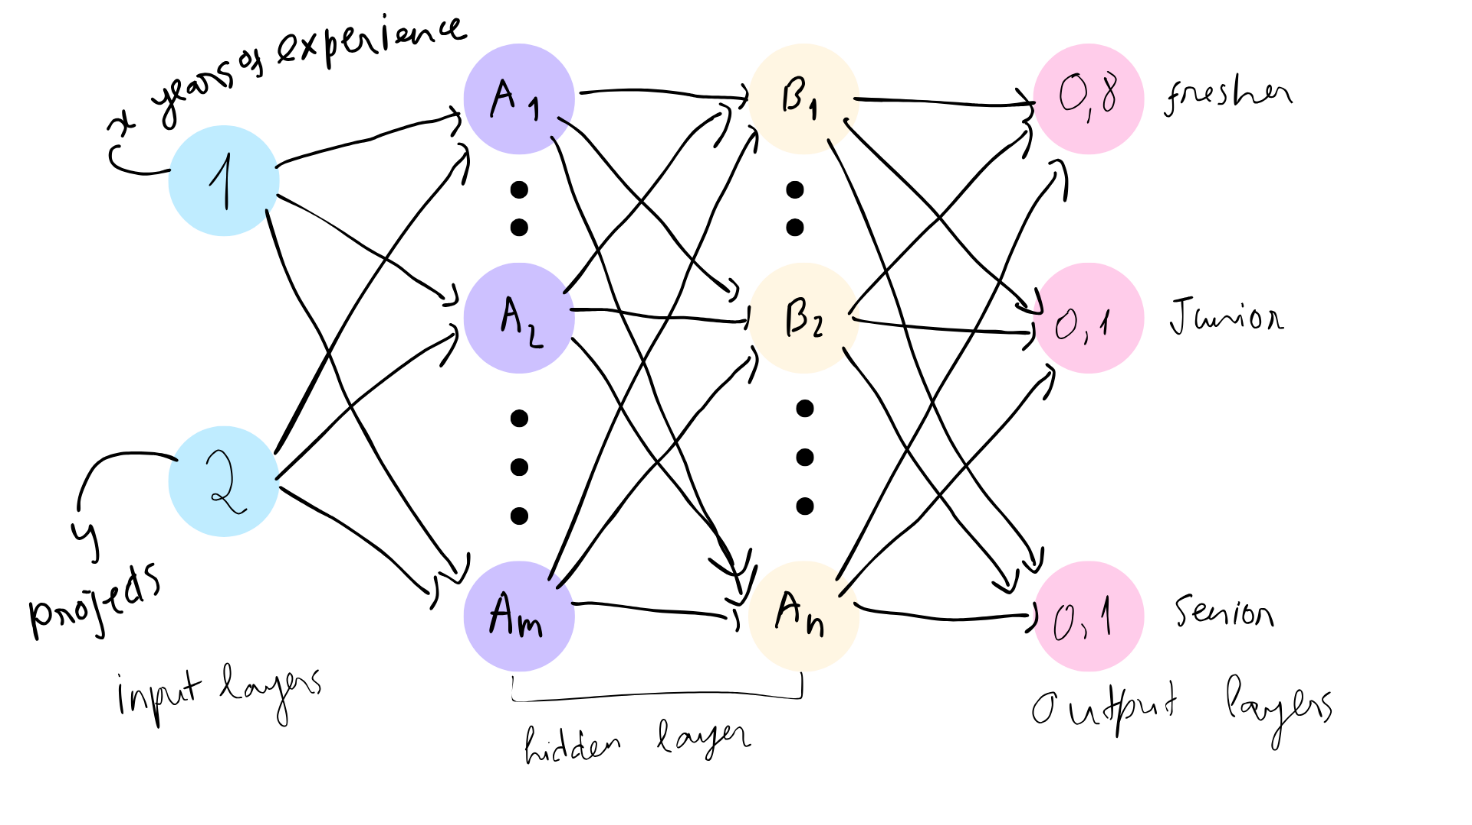 x years of experience
1
2
y
projects
input layers
A1
A2
Am
B1
B2
An
hidden layer
0,8 fresher
0,1 Junior
0,1 Senior
output layers